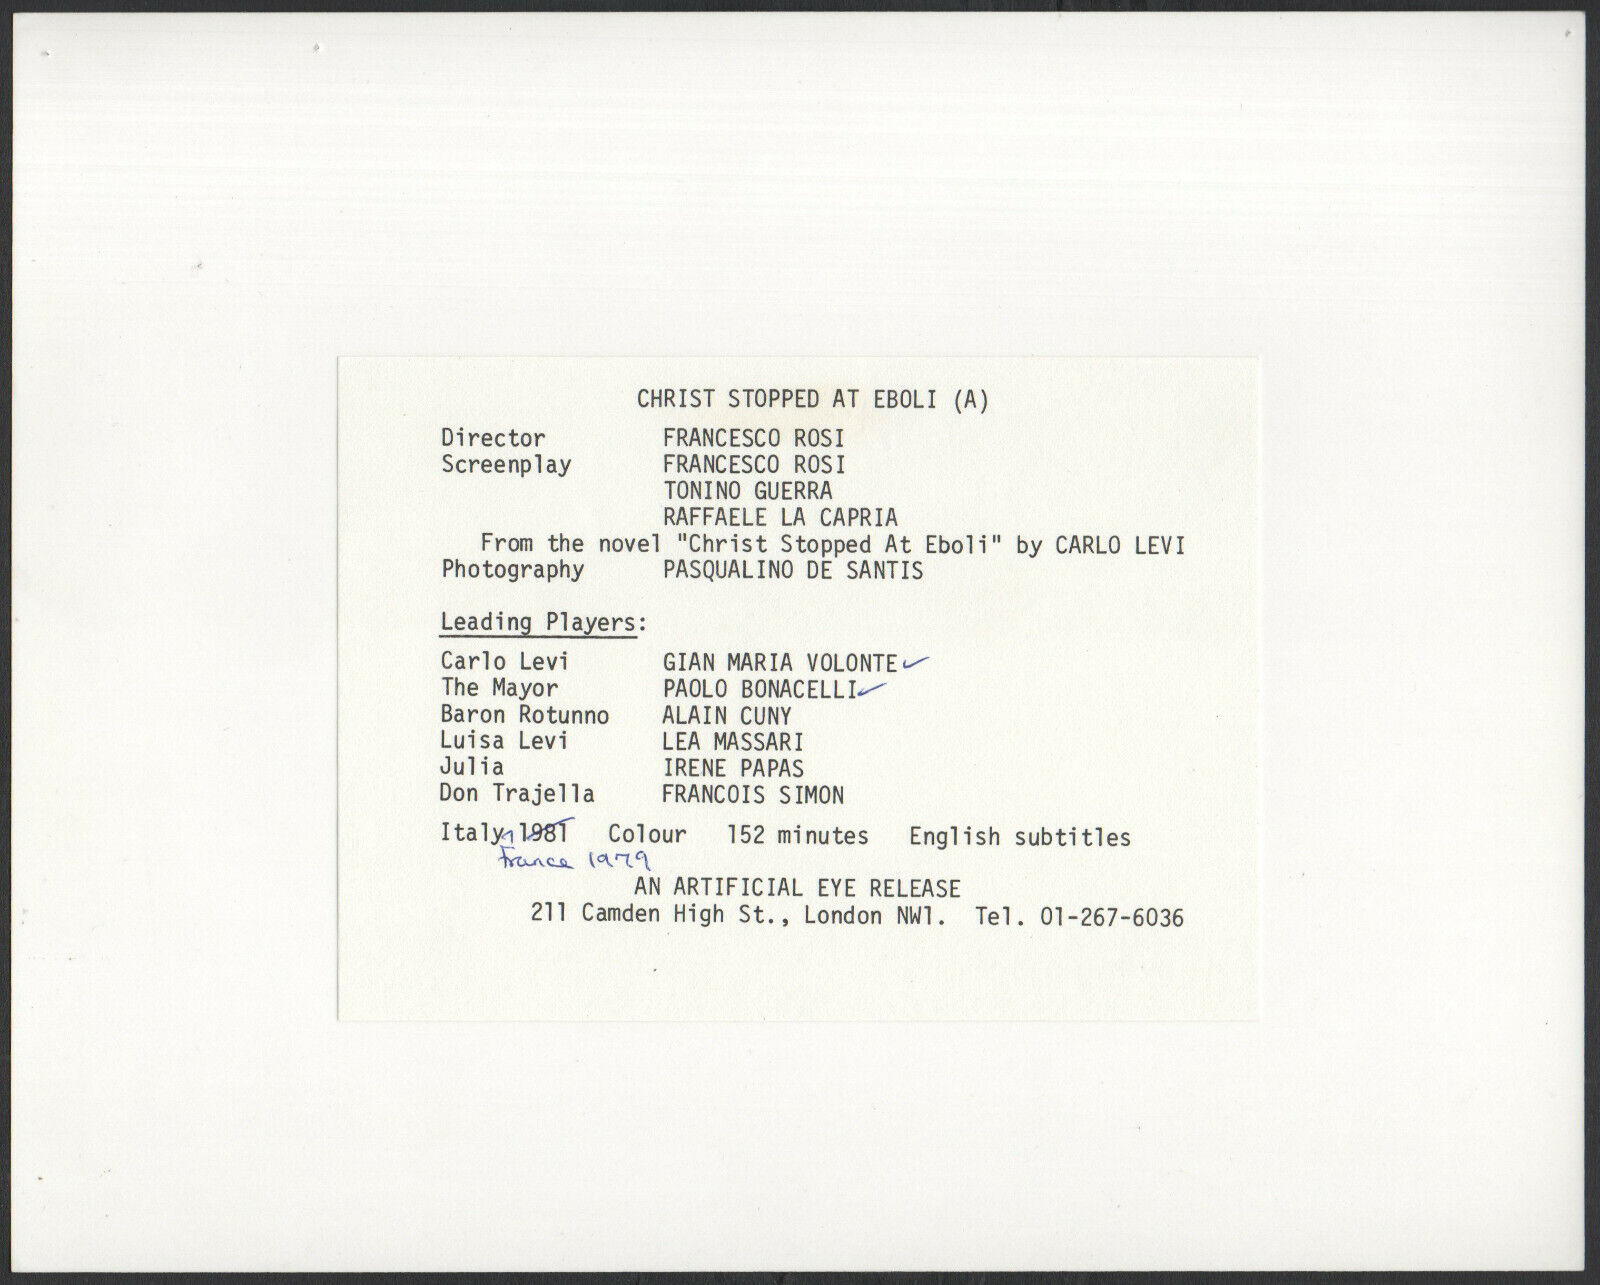 CHRIST STOPPED AT EBOLI (A)
Director FRANCESCO ROSI
Screenplay FRANCESCO ROSI
TONINO GUERRA
RAFFAELE LA CAPRIA
From the novel "Christ Stopped At Eboli" by CARLO LEVI
Photography PASQUALINO DE SANTIS
Leading Players:
Carlo Levi GIAN MARIA VOLONTE ✓
The Mayor PAOLO BONACELLI ✓
Baron Rotunno ALAIN CUNY
Luisa Levi LEA MASSARI
Julia IRENE PAPAS
Don Trajella FRANCOIS SIMON
Italy, 1981 Colour 152 minutes English subtitles
France 1979
AN ARTIFICIAL EYE RELEASE
211 Camden High St., London NW1. Tel. 01-267-6036